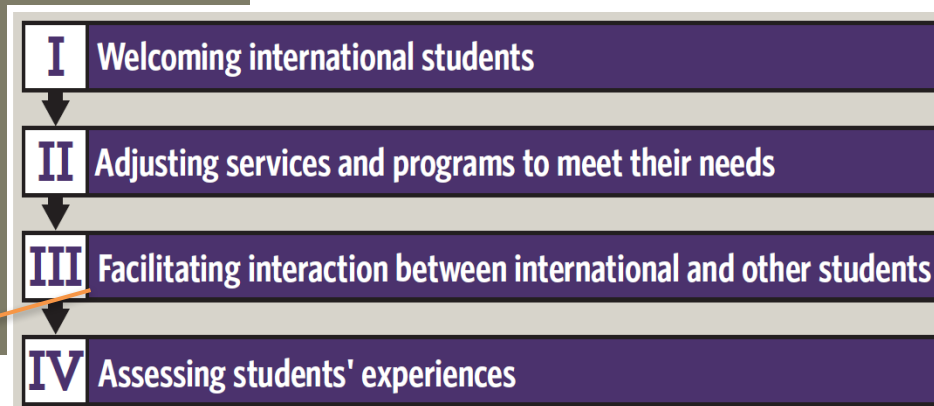 I Welcoming international students
II Adjusting services and programs to meet their needs
III Facilitating interaction between international and other students
IV Assessing students' experiences